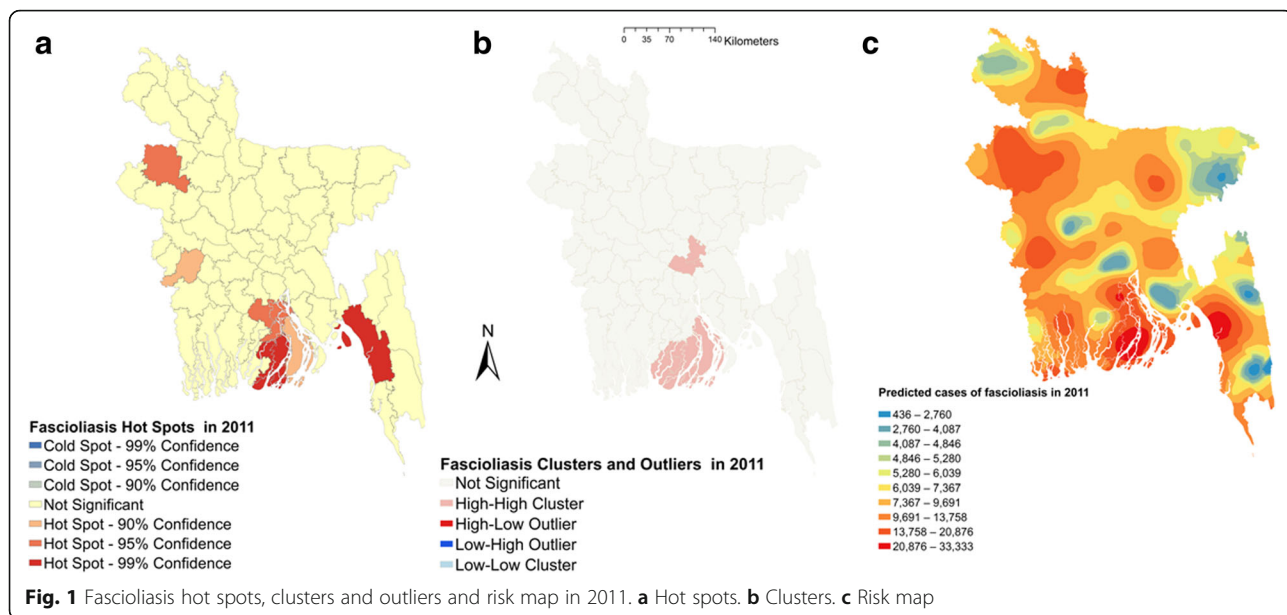 a
b
0 35 70 140
Kilometers
c
N
Fascioliasis Hot Spots in 2011
Cold Spot - 99% Confidence
Cold Spot - 95% Confidence
Cold Spot - 90% Confidence
Not Significant
Hot Spot - 90% Confidence
Hot Spot - 95% Confidence
Hot Spot - 99% Confidence
Fascioliasis Clusters and Outliers in 2011
Not Significant
High-High Cluster
High-Low Outlier
Low-High Outlier
Low-Low Cluster
Predicted cases of fascioliasis in 2011
436 – 2,760
2,760 – 4,087
4,087 – 4,846
4,846 – 5,280
5,280 – 6,039
6,039 – 7,367
7,367 – 9,691
9,691 – 13,758
13,758 – 20,876
20,876 – 33,333
Fig. 1 Fascioliasis hot spots, clusters and outliers and risk map in 2011. a Hot spots. b Clusters. c Risk map